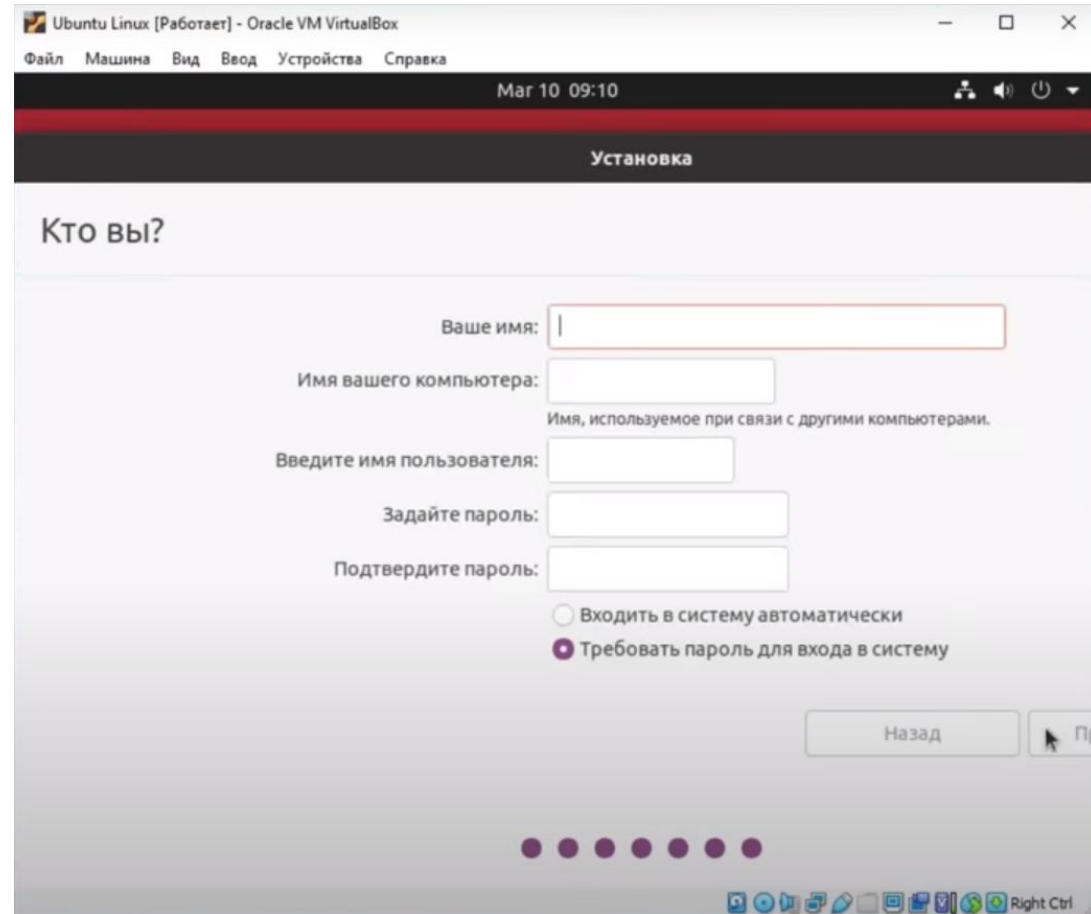 Ubuntu Linux [Работает] - Oracle VM VirtualBox
Файл Машина Вид Ввод Устройства Справка
Mar 10 09:10
Установка
Кто вы?
Ваше имя:
Имя вашего компьютера:
Имя, используемое при связи с другими компьютерами.
Введите имя пользователя:
Задайте пароль:
Подтвердите пароль:
Входить в систему автоматически
Требовать пароль для входа в систему
Назад
Right Ctrl